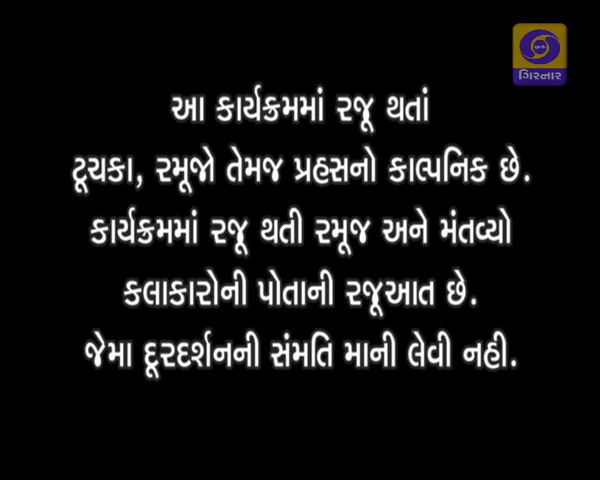 ગિરનાર
આ કાર્યક્રમમાં રજૂ થતાં
ટૂચકા, રમૂજો તેમજ પ્રહસનો કાલ્પનિક છે.
કાર્યક્રમમાં રજૂ થતી રમૂજ અને મંતવ્યો
કલાકારોની પોતાની રજૂઆત છે.
જેમા દૂરદર્શનની સંમતિ માની લેવી નહી.